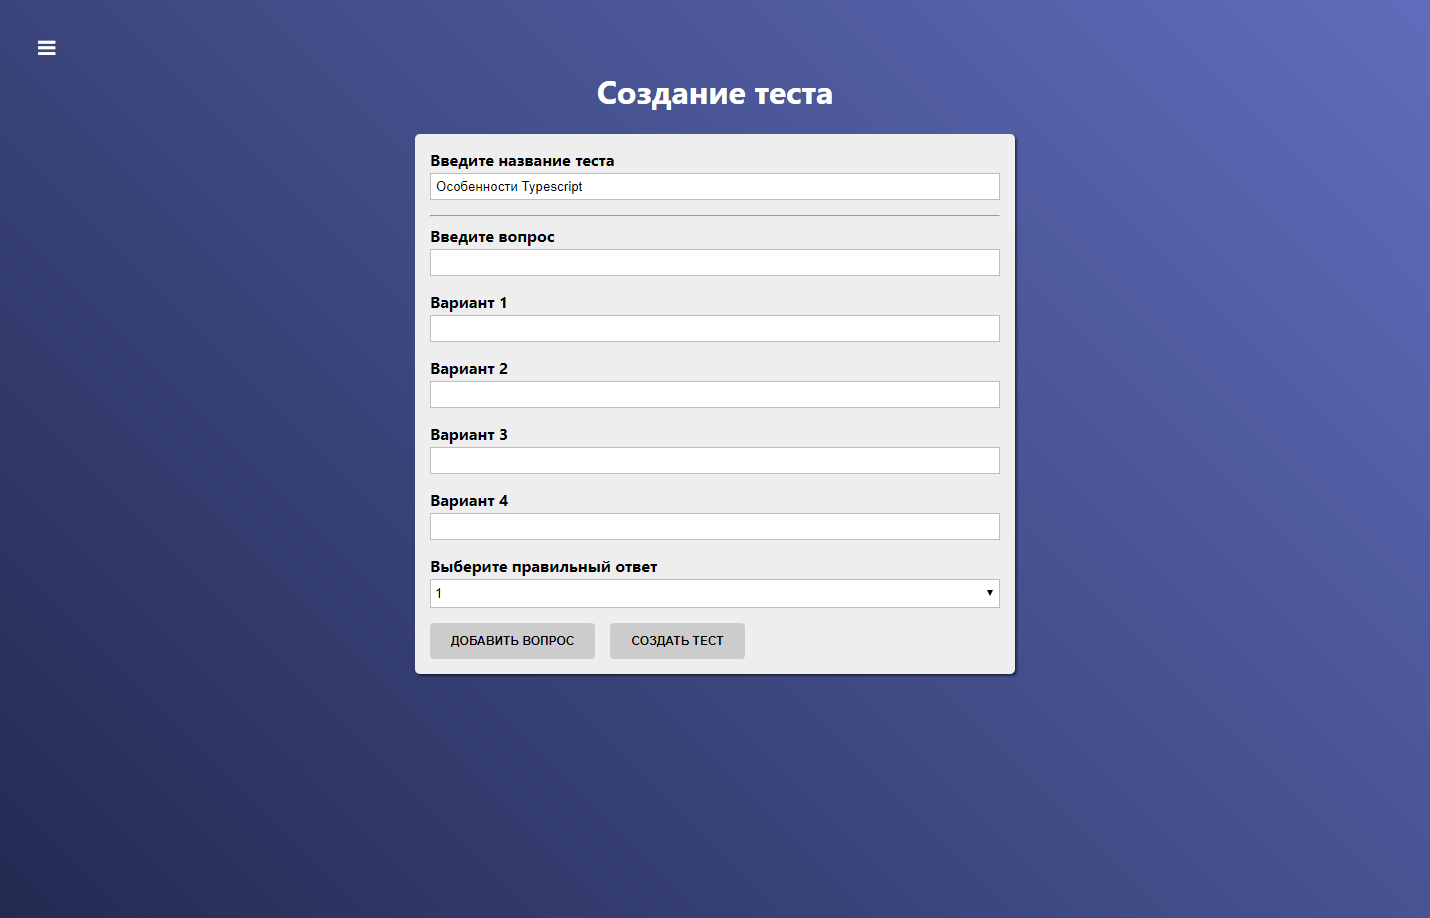 Создание теста
Введите название теста
Особенности Typescript
Введите вопрос
Вариант 1
Вариант 2
Вариант 3
Вариант 4
Выберите правильный ответ
1
ДОБАВИТЬ ВОПРОС СОЗДАТЬ ТЕСТ